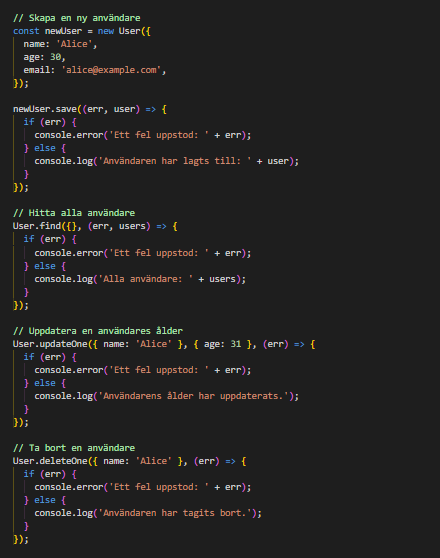 // Skapa en ny användare
const newUser = new User({
  name: 'Alice',
  age: 30,
  email: 'alice@example.com',
});

newUser.save((err, user) => {
  if (err) {
    console.error('Ett fel uppstod: ' + err);
  } else {
    console.log('Användaren har lagts till: ' + user);
  }
});

// Hitta alla användare
User.find({}, (err, users) => {
  if (err) {
    console.error('Ett fel uppstod: ' + err);
  } else {
    console.log('Alla användare: ' + users);
  }
});

// Uppdatera en användares ålder
User.updateOne({ name: 'Alice' }, { age: 31 }, (err) => {
  if (err) {
    console.error('Ett fel uppstod: ' + err);
  } else {
    console.log('Användarens ålder har uppdaterats.');
  }
});

// Ta bort en användare
User.deleteOne({ name: 'Alice' }, (err) => {
  if (err) {
    console.error('Ett fel uppstod: ' + err);
  } else {
    console.log('Användaren har tagits bort.');
  }
});